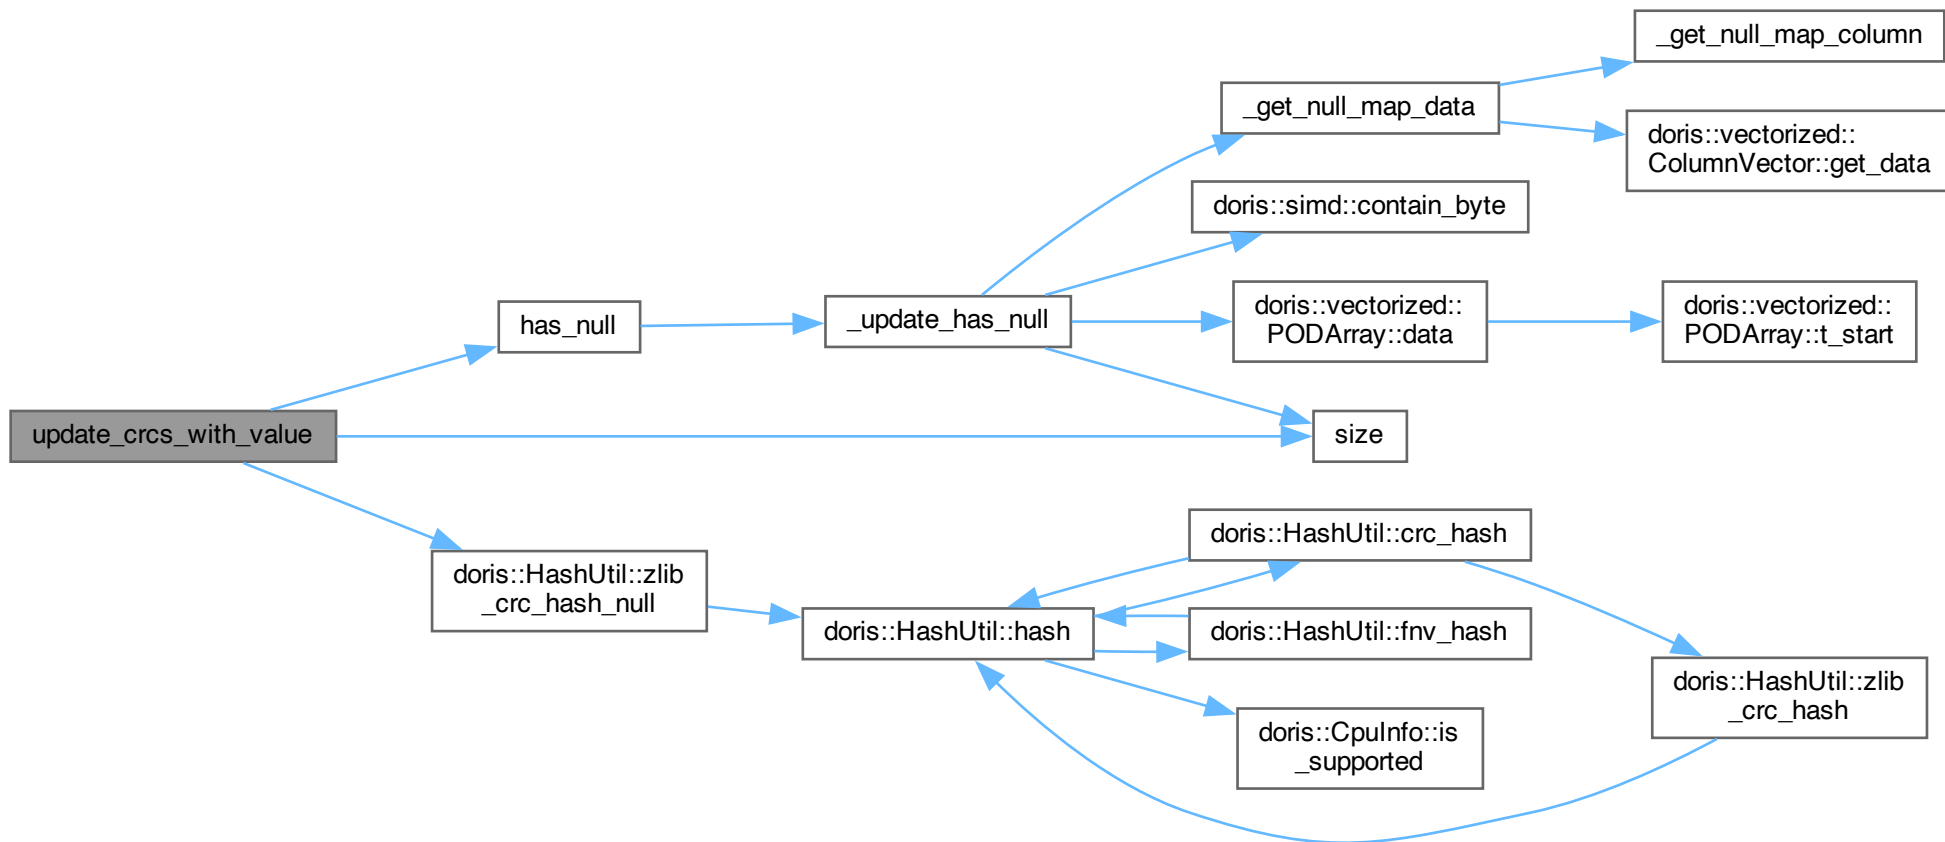 _get_null_map_column
_get_null_map_data
doris::vectorized::
ColumnVector::get_data
doris::simd::contain_byte
has_null
_update_has_null
doris::vectorized::
PODArray::data
doris::vectorized::
PODArray::t_start
update_crcs_with_value
size
doris::HashUtil::zlib
_crc_hash_null
doris::HashUtil::hash
doris::HashUtil::crc_hash
doris::HashUtil::fnv_hash
doris::CpuInfo::is
_supported
doris::HashUtil::zlib
_crc_hash